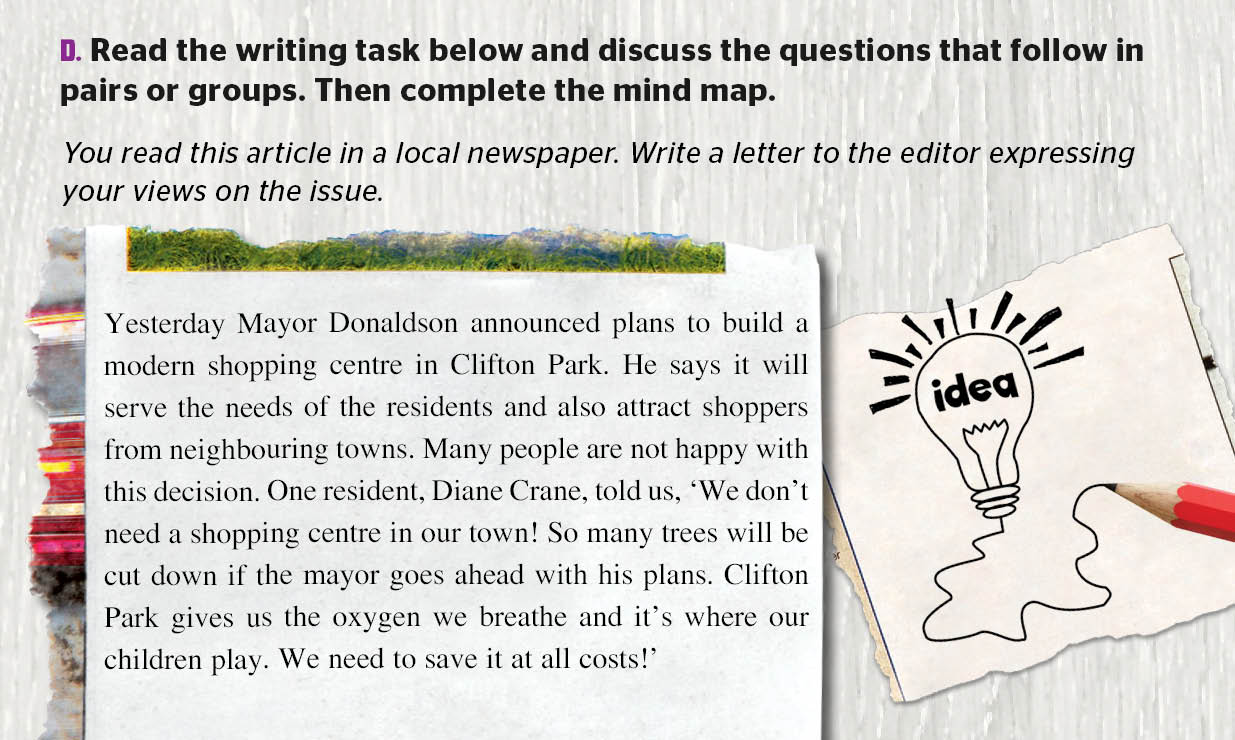 D. Read the writing task below and discuss the questions that follow in
pairs or groups. Then complete the mind map.
You read this article in a local newspaper. Write a letter to the editor expressing
your views on the issue.
Yesterday Mayor Donaldson announced plans to build a
modern shopping centre in Clifton Park. He says it will
serve the needs of the residents and also attract shoppers
from neighbouring towns. Many people are not happy with
this decision. One resident, Diane Crane, told us, ‘We don’t
need a shopping centre in our town! So many trees will be
cut down if the mayor goes ahead with his plans. Clifton
Park gives us the oxygen we breathe and it’s where our
children play. We need to save it at all costs!’
idea